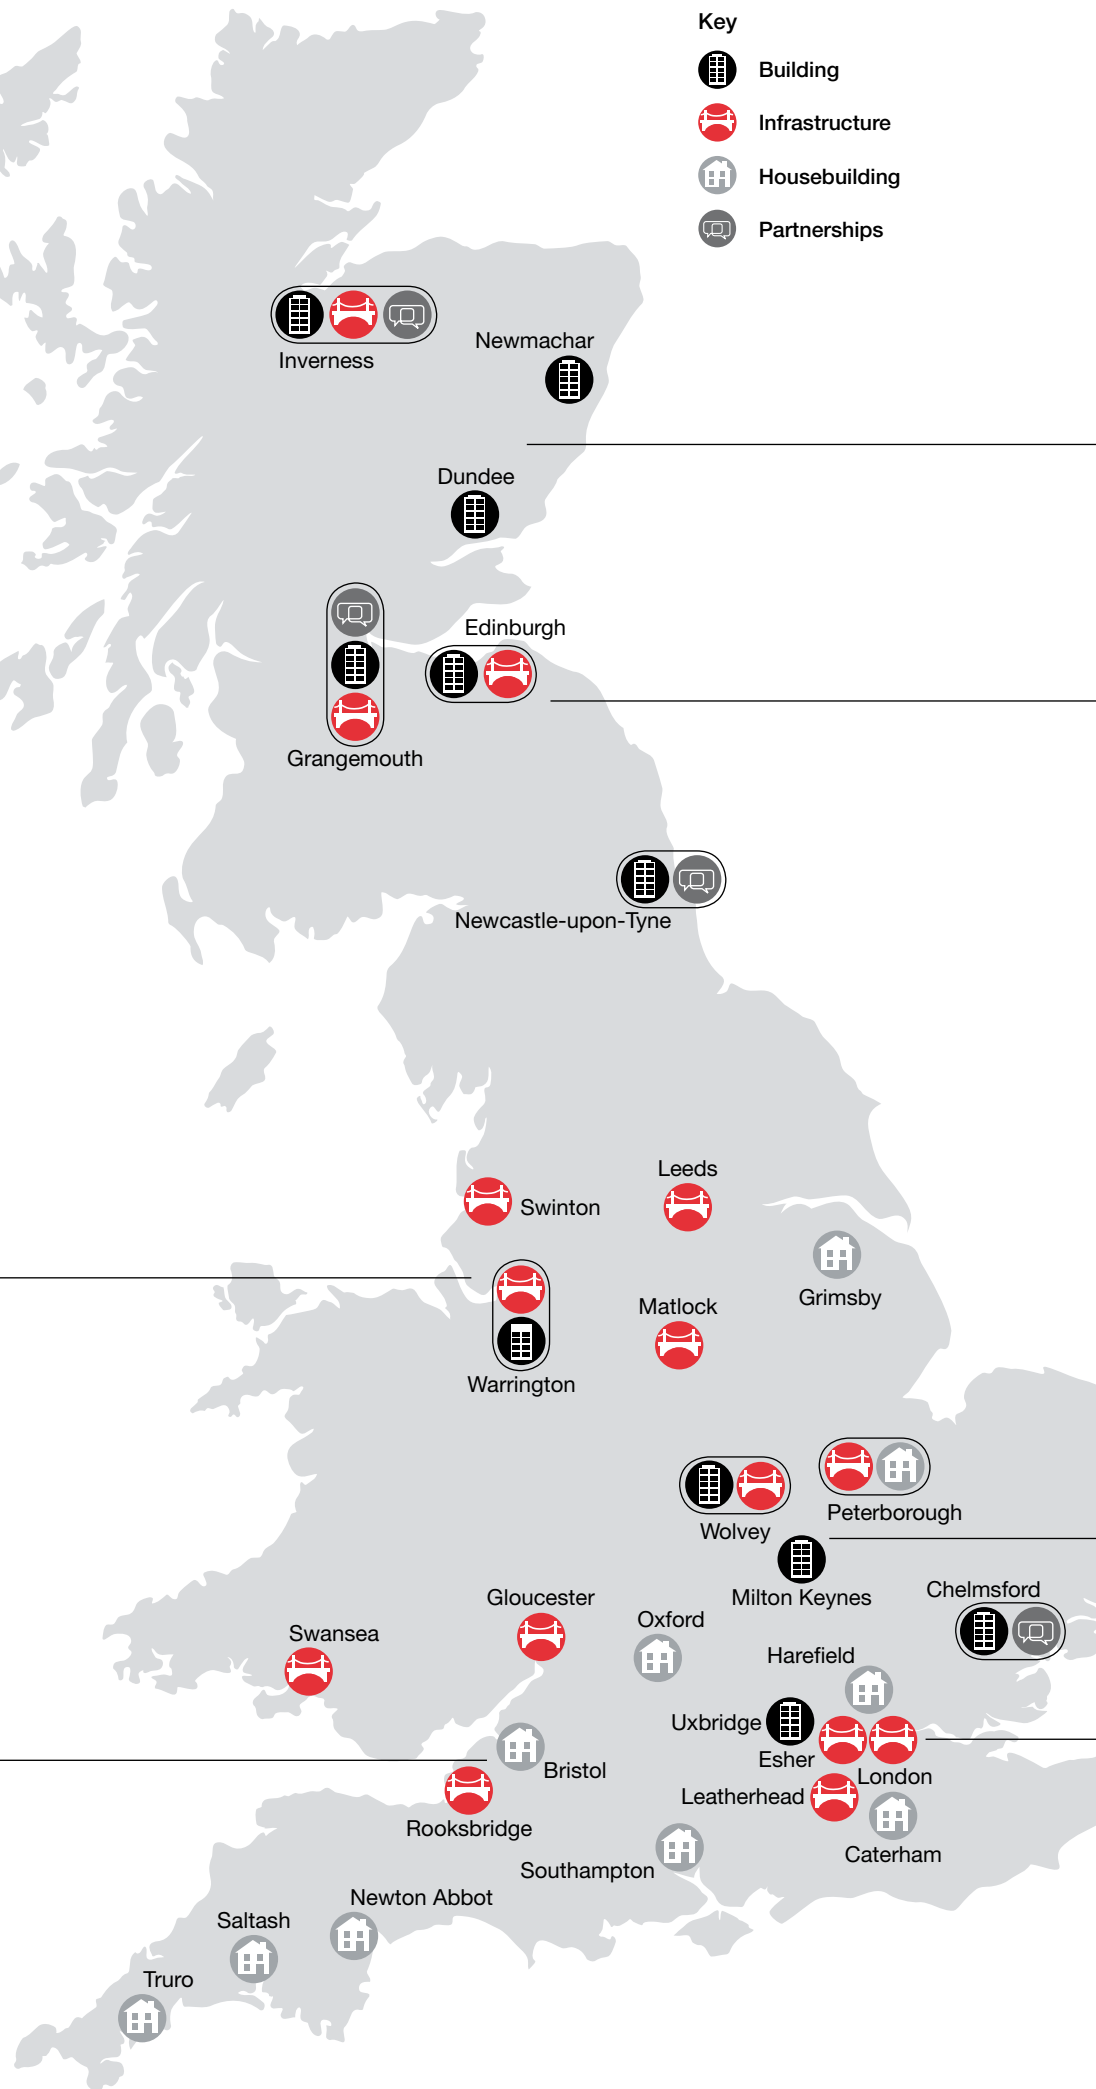 Key
Building
Infrastructure
Housebuilding
Partnerships
Inverness
Newmachar
Dundee
Edinburgh
Grangemouth
Newcastle-upon-Tyne
Leeds
Swinton
Grimsby
Matlock
Warrington
Peterborough
Wolvey
Milton Keynes
Chelmsford
Gloucester
Oxford
Swansea
Harefield
Uxbridge
Esher
Bristol
London
Leatherhead
Rooksbridge
Caterham
Southampton
Newton Abbot
Saltash
Truro